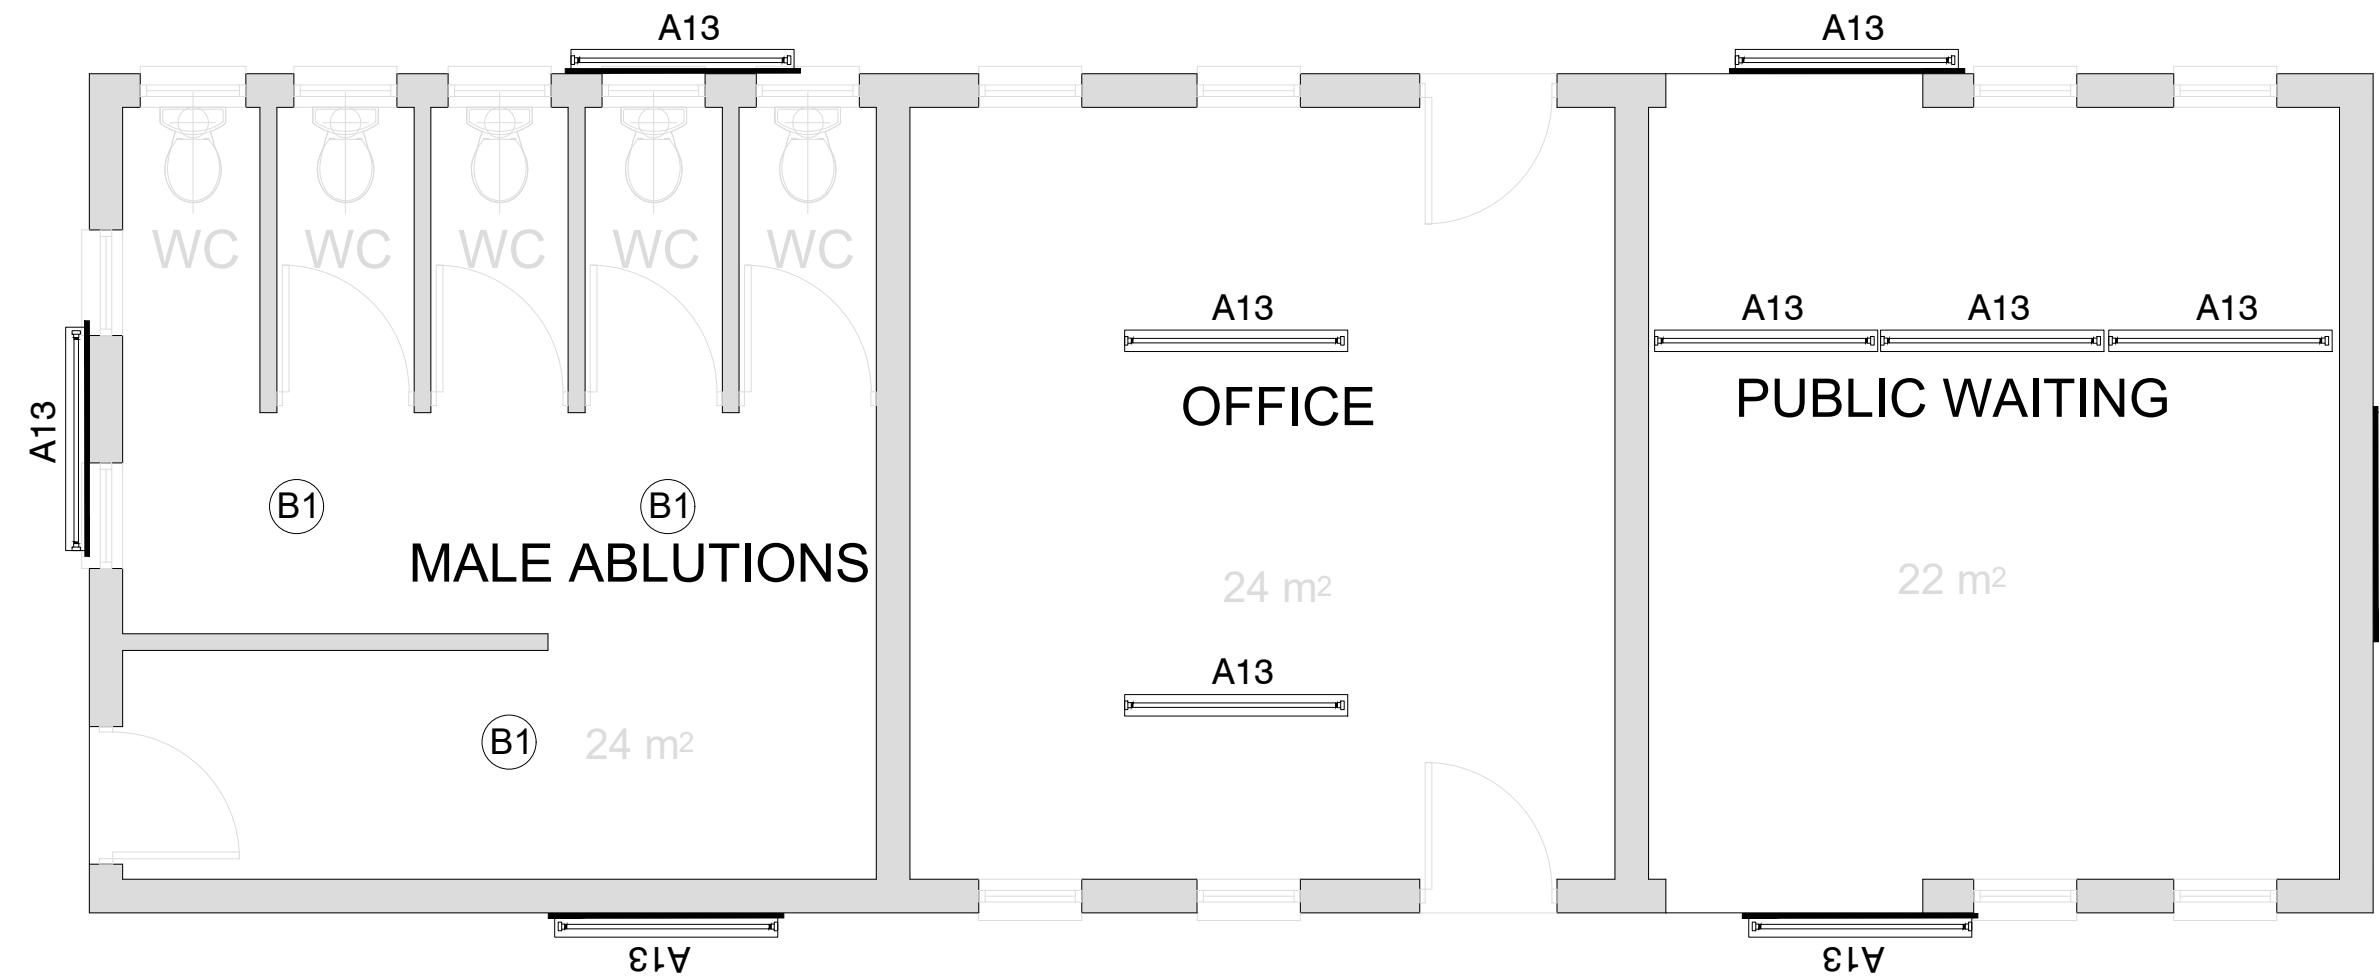 A13
A13
WC
WC
WC
WC
WC
A13
A13
A13
A13
OFFICE
PUBLIC WAITING
A13
B1
B1
MALE ABLUTIONS
24 m²
22 m²
A13
B1
24 m²
A13
A13